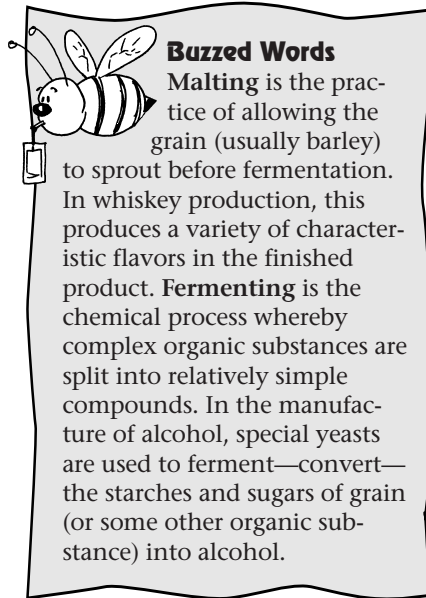 Buzzed Words
Malting is the prac-
tice of allowing the
grain (usually barley)
to sprout before fermentation.
In whiskey production, this
produces a variety of character-
istic flavors in the finished
product. Fermenting is the
chemical process whereby
complex organic substances are
split into relatively simple
compounds. In the manufac-
ture of alcohol, special yeasts
are used to ferment—convert—
the starches and sugars of grain
(or some other organic sub-
stance) into alcohol.